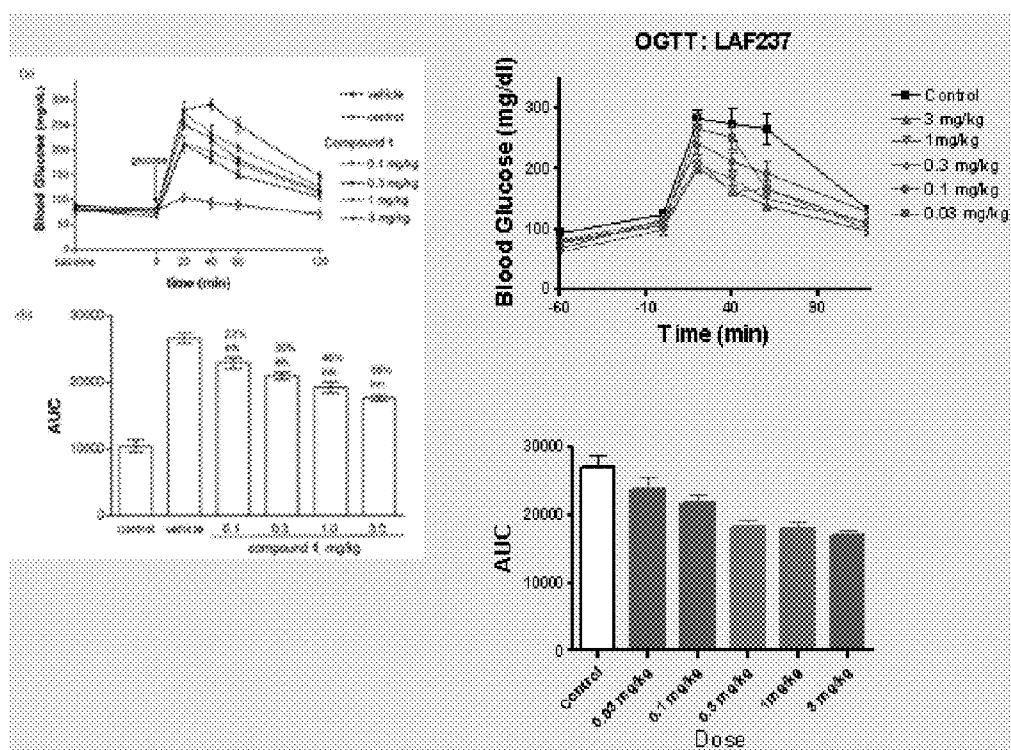 OGTT: LAF237
Blood Glucose (mg/dl)
300
200
100
0
-60
-10
40
90
Time (min)
Control
3 mg/kg
1mg/kg
0.3 mg/kg
0.1 mg/kg
0.03 mg/kg
Blood Glucose (mg/dL)
vehicle
control
Compound 1
0.1 mg/kg
0.3 mg/kg
1 mg/kg
3 mg/kg
0
20
40
60
120
time (min)
AUC
30000
20000
10000
0
control
vehicle
0.1
0.3
1.0
3.0
compound 1, mg/kg
AUC
30000
20000
10000
0
Control
0.03 mg/kg
0.1 mg/kg
0.3 mg/kg
1mg/kg
3 mg/kg
Dose